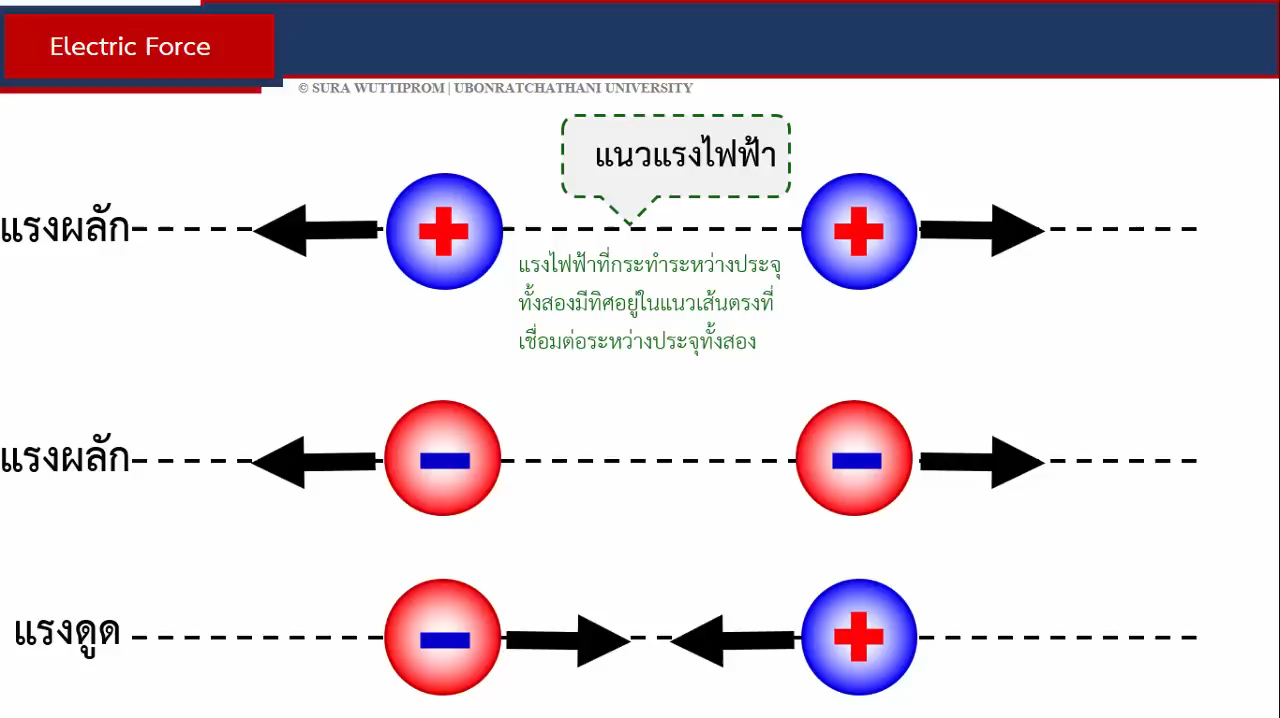 Electric Force
© SURA WUTTIPROM | UBONRATCHATHANI UNIVERSITY
แนวแรงไฟฟ้า
แรงผลัก
แรงไฟฟ้าที่กระทำระหว่างประจุ
ทั้งสองมีทิศอยู่ในแนวเส้นตรงที่
เชื่อมต่อระหว่างประจุทั้งสอง
แรงผลัก
แรงดูด